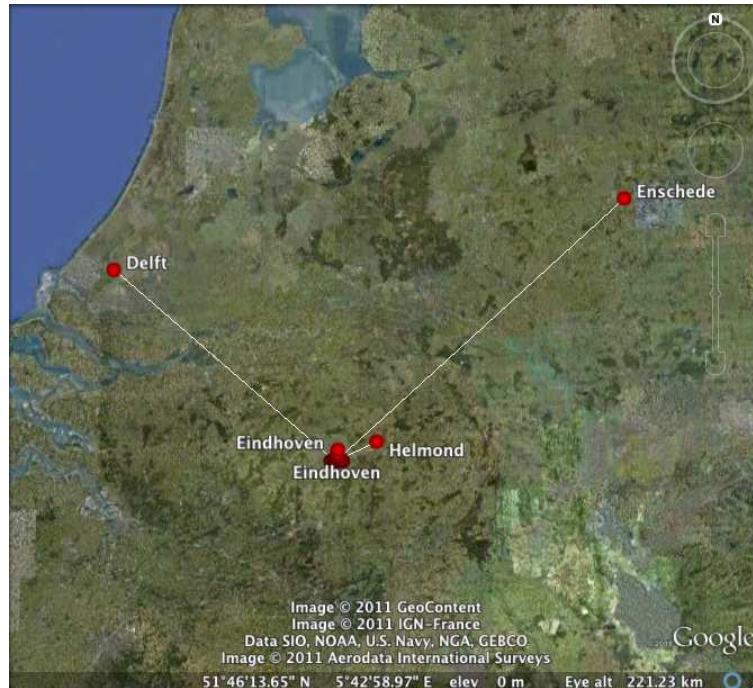 N
Enschede
Delft
Eindhoven
Helmond
Eindhoven
Image © 2011 GeoContent
Image © 2011 IGN-France
Data SIO, NOAA, U.S. Navy, NGA, GEBCO
Image © 2011 Aerodata International Surveys
©2010 Google
51°46'13.65" N 5°42'58.97" E elev 0 m Eye alt 221.23 km